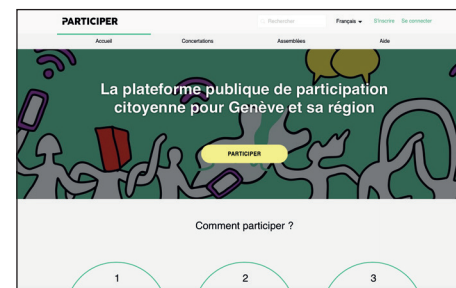 PARTICIPER
Rechercher
Français
S'inscrire
Se connecter
Accueil
Concertations
Assemblées
Aide
La plateforme publique de participation
citoyenne pour Genève et sa région
PARTICIPER
Comment participer ?
1
2
3